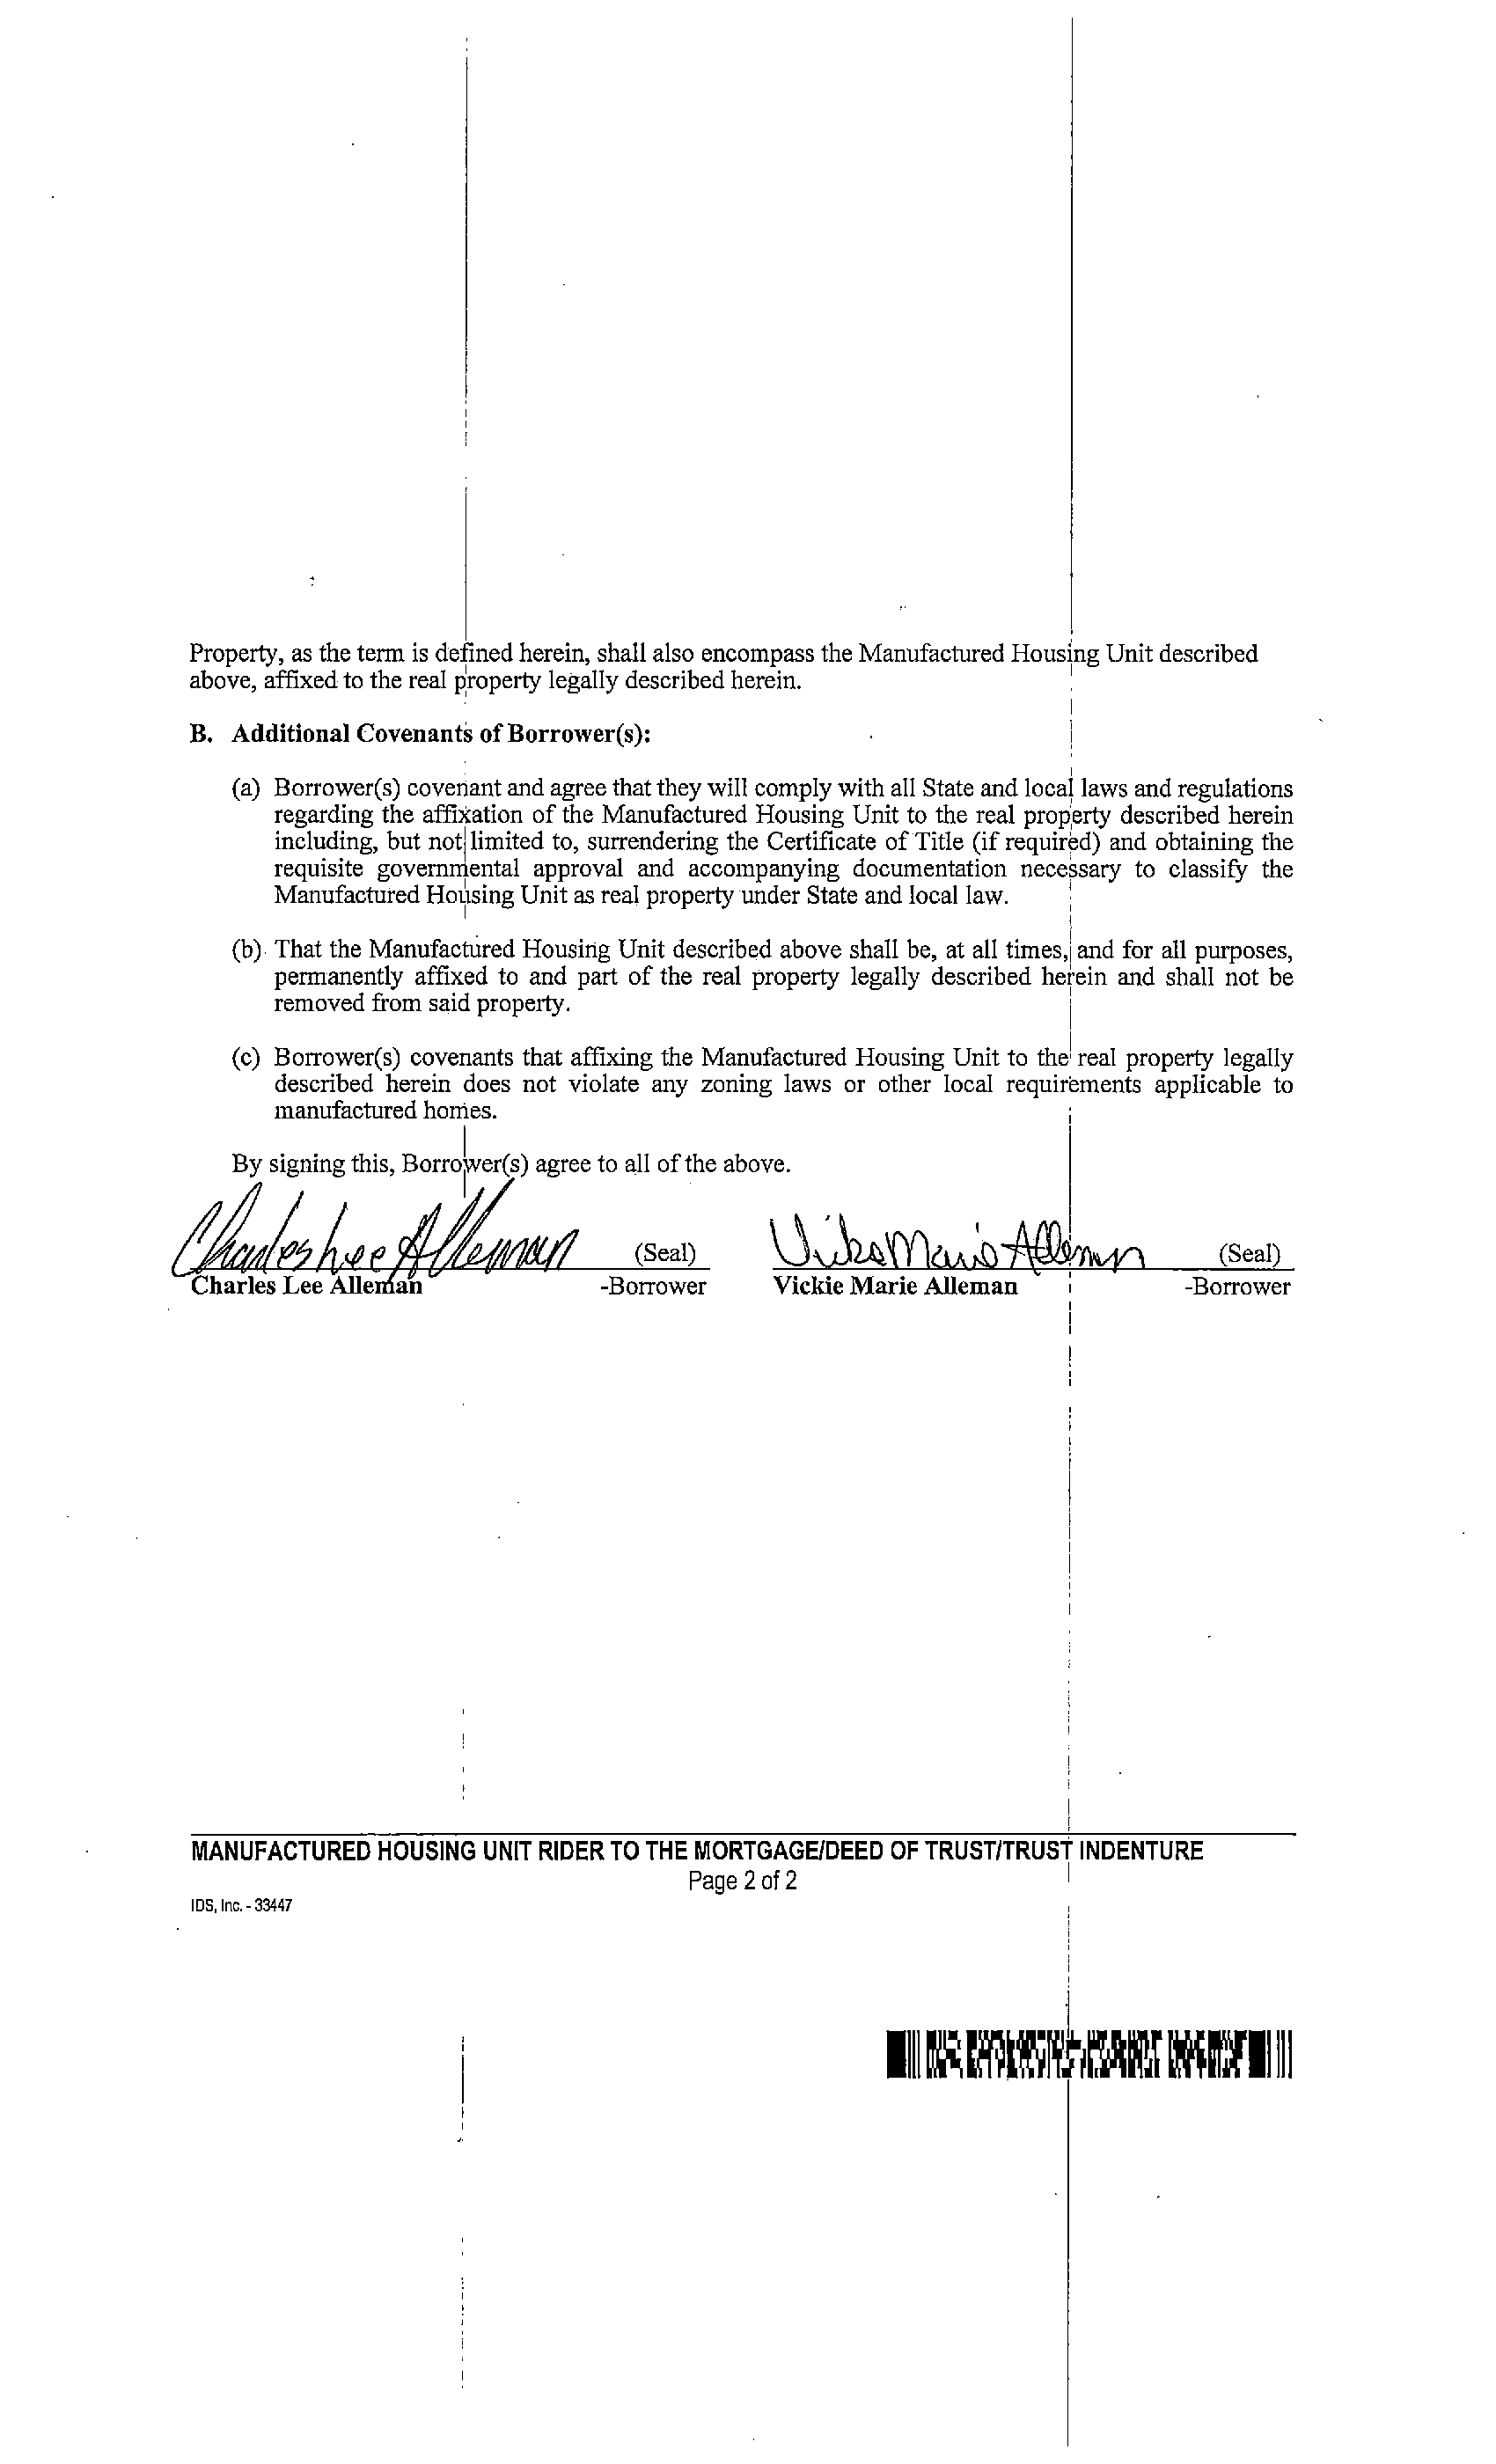 Property, as the term is defined herein, shall also encompass the Manufactured Housing Unit described
above, affixed to the real property legally described herein.
B. Additional Covenants of Borrower(s):
(a) Borrower(s) covenant and agree that they will comply with all State and local laws and regulations
regarding the affixation of the Manufactured Housing Unit to the real property described herein
including, but not limited to, surrendering the Certificate of Title (if required) and obtaining the
requisite governmental approval and accompanying documentation necessary to classify the
Manufactured Housing Unit as real property under State and local law.
(b) That the Manufactured Housing Unit described above shall be, at all times, and for all purposes,
permanently affixed to and part of the real property legally described herein and shall not be
removed from said property.
(c) Borrower(s) covenants that affixing the Manufactured Housing Unit to the real property legally
described herein does not violate any zoning laws or other local requirements applicable to
manufactured homes.
By signing this, Borrower(s) agree to all of the above.
Charles Lee Alleman (Seal) Vickie Marie Alleman (Seal)
Charles Lee Alleman -Borrower Vickie Marie Alleman -Borrower
MANUFACTURED HOUSING UNIT RIDER TO THE MORTGAGE/DEED OF TRUST/TRUST INDENTURE
Page 2 of 2
IDS, Inc. - 33447